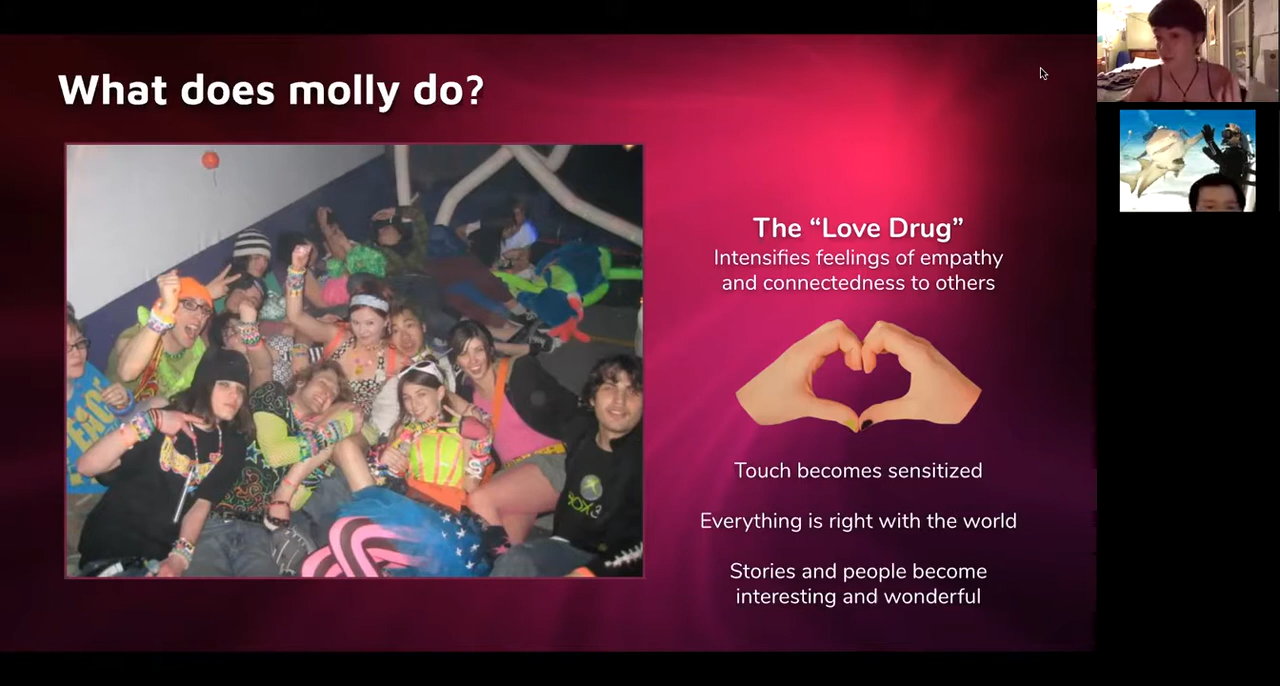 What does molly do?
The “Love Drug”
Intensifies feelings of empathy
and connectedness to others
Touch becomes sensitized
Everything is right with the world
Stories and people become
interesting and wonderful
PEACE